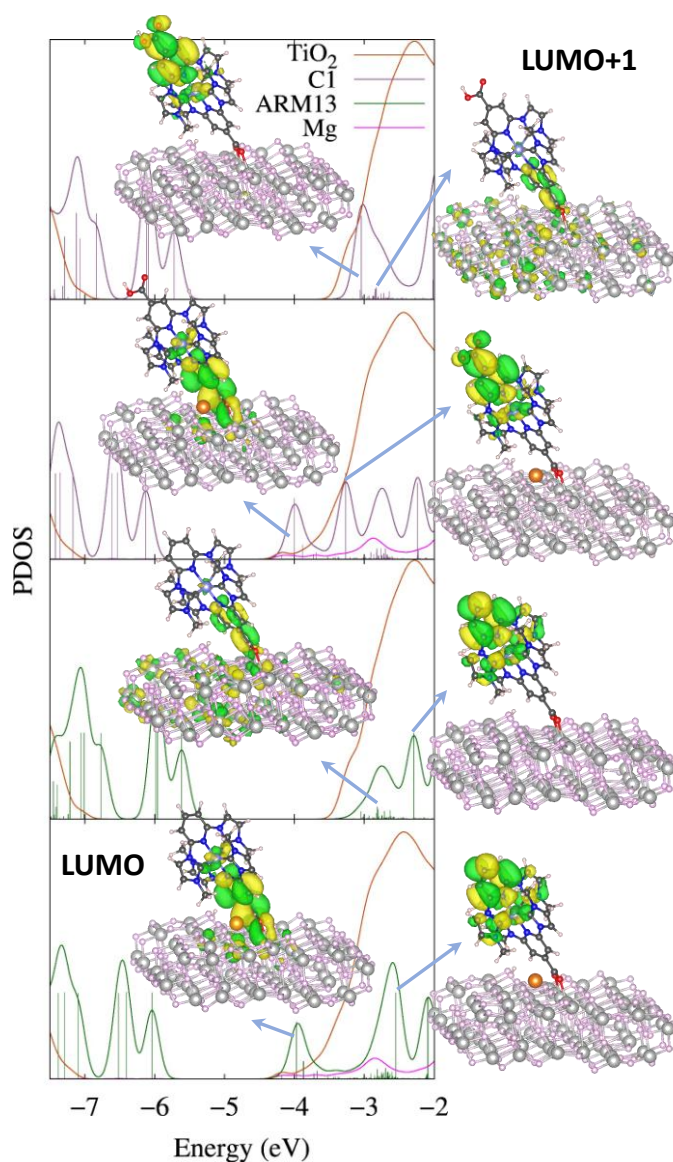 TiO₂
C1
ARM13
Mg
LUMO+1
PDOS
LUMO
−7 −6 −5 −4 −3 −2
Energy (eV)